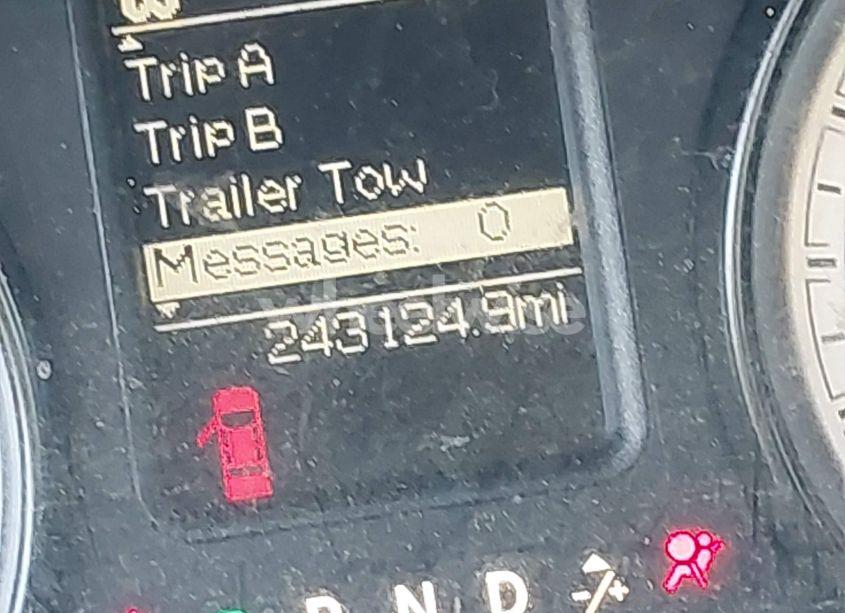 Trip A
Trip B
Trailer Tow
Messages: 0
243124.9mi
R N D